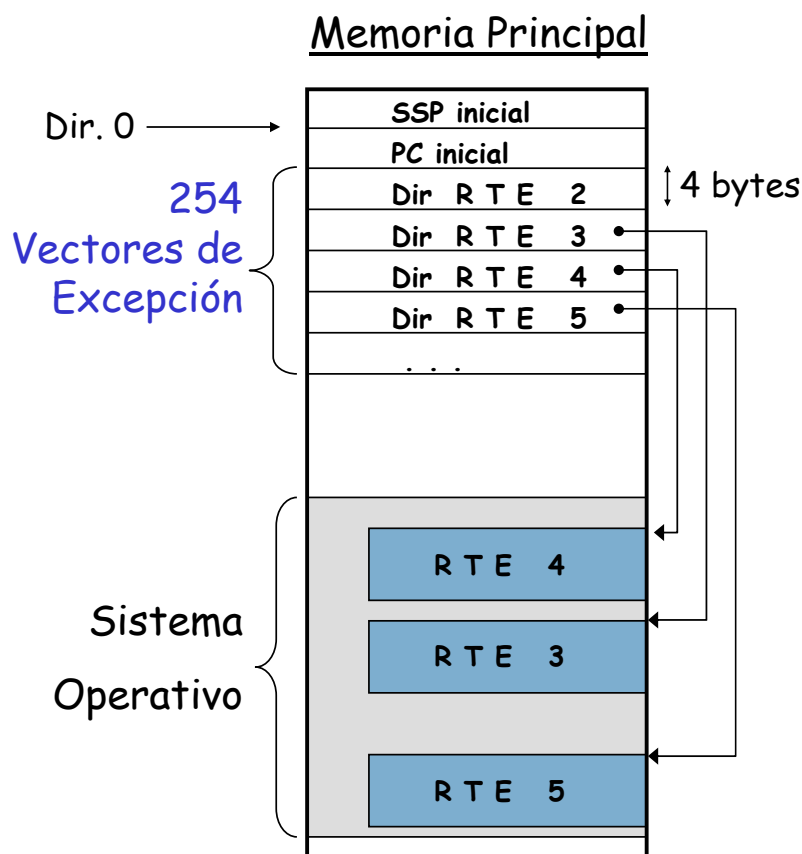 Memoria Principal
Dir. 0
SSP inicial
PC inicial
254
Vectores de
Excepción
Dir R T E 2
4 bytes
Dir R T E 3
Dir R T E 4
Dir R T E 5
. . .
R T E 4
Sistema
Operativo
R T E 3
R T E 5